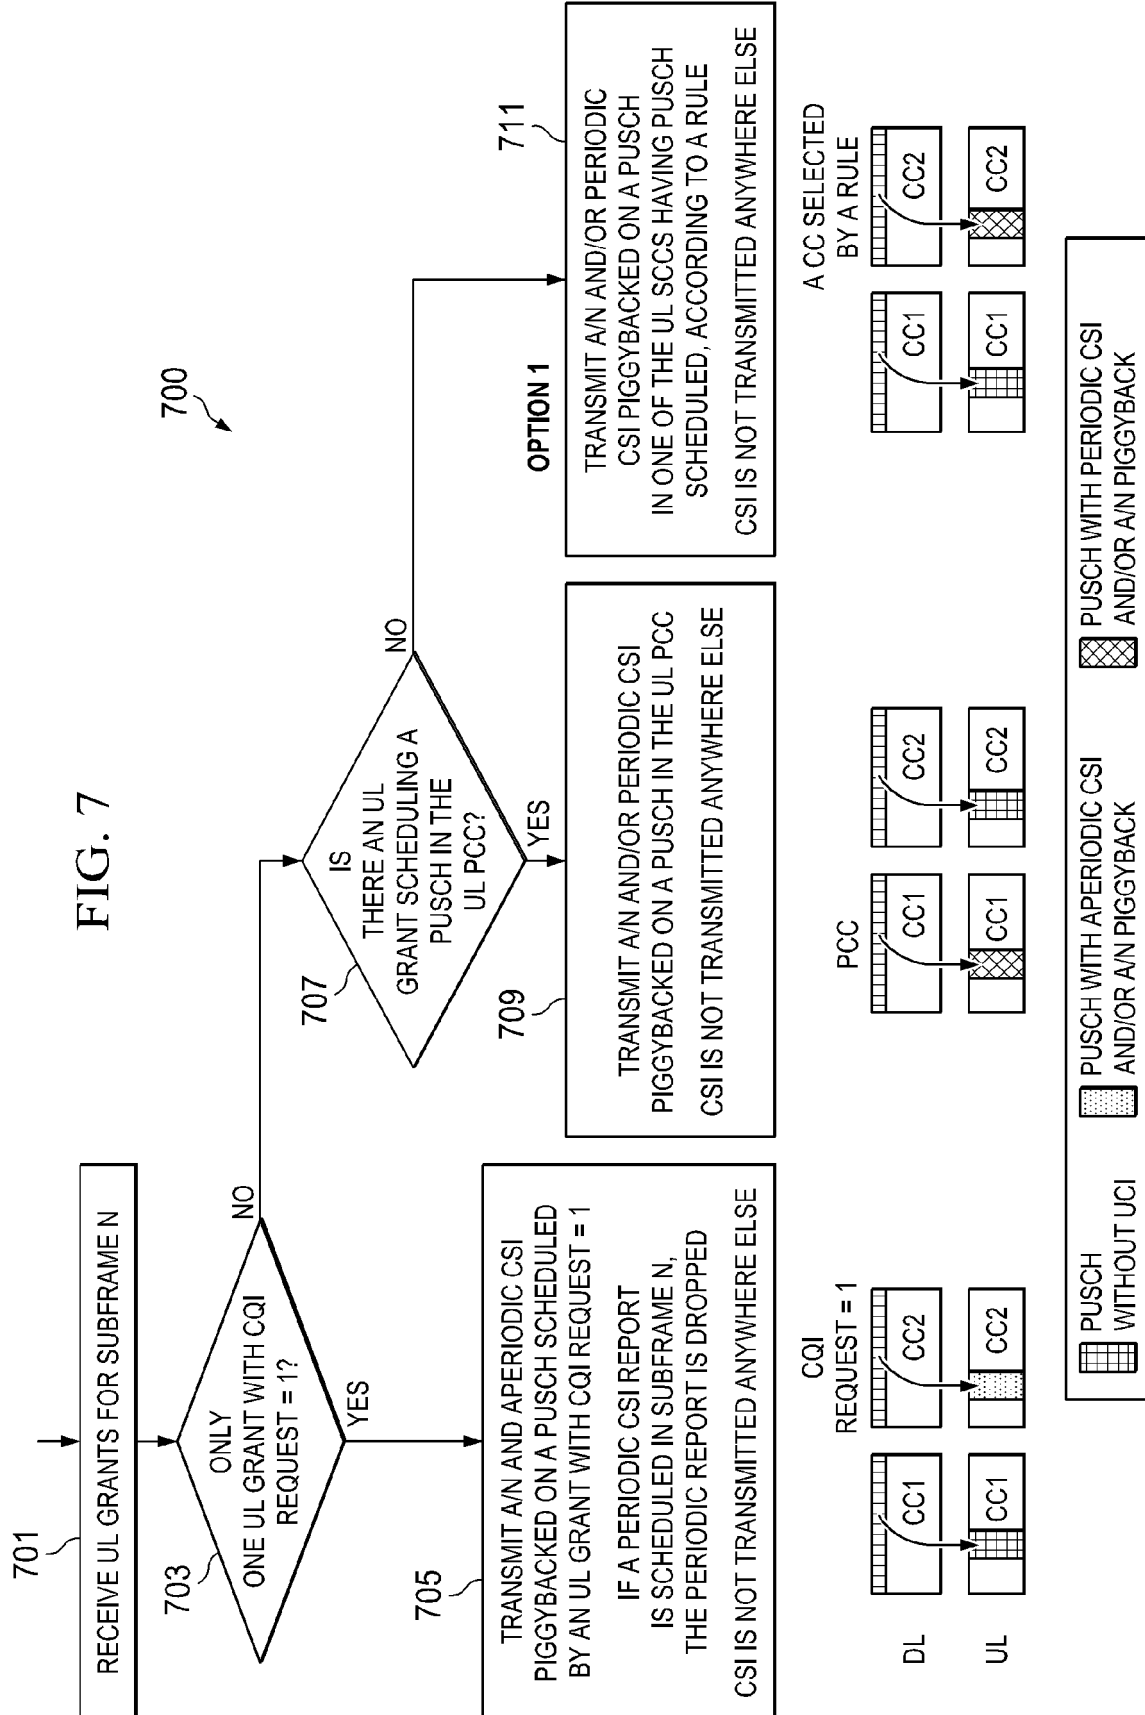 FIG. 7
700
701
RECEIVE UL GRANTS FOR SUBFRAME N
703
ONLY
ONE UL GRANT WITH CQI
REQUEST = 1?
NO
YES
705
TRANSMIT A/N AND APERIODIC CSI
PIGGYBACKED ON A PUSCH SCHEDULED
BY AN UL GRANT WITH CQI REQUEST = 1
IF A PERIODIC CSI REPORT
IS SCHEDULED IN SUBFRAME N,
THE PERIODIC REPORT IS DROPPED
CSI IS NOT TRANSMITTED ANYWHERE ELSE
707
IS
THERE AN UL
GRANT SCHEDULING A
PUSCH IN THE
UL PCC?
NO
YES
709
TRANSMIT A/N AND/OR PERIODIC CSI
PIGGYBACKED ON A PUSCH IN THE UL PCC
CSI IS NOT TRANSMITTED ANYWHERE ELSE
OPTION 1
711
TRANSMIT A/N AND/OR PERIODIC
CSI PIGGYBACKED ON A PUSCH
IN ONE OF THE UL SCCS HAVING PUSCH
SCHEDULED, ACCORDING TO A RULE
CSI IS NOT TRANSMITTED ANYWHERE ELSE
CQI
REQUEST = 1
PCC
A CC SELECTED
BY A RULE
DL
CC1
CC2
CC1
CC2
CC1
CC2
UL
CC1
CC2
CC1
CC2
CC1
CC2
PUSCH
WITHOUT UCI
PUSCH WITH APERIODIC CSI
AND/OR A/N PIGGYBACK
PUSCH WITH PERIODIC CSI
AND/OR A/N PIGGYBACK